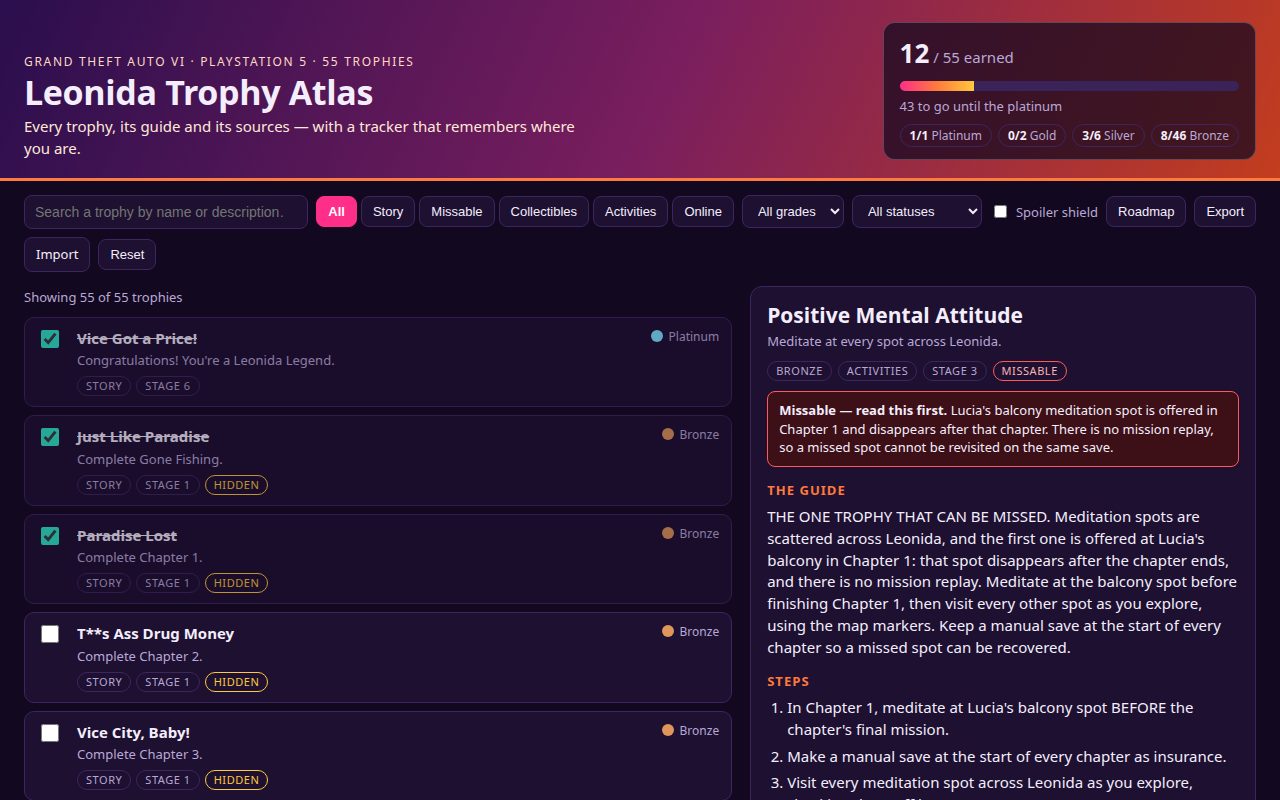 GRAND THEFT AUTO VI · PLAYSTATION 5 · 55 TROPHIES
Leonida Trophy Atlas
Every trophy, its guide and its sources — with a tracker that remembers where
you are.
12 / 55 earned
43 to go until the platinum
1/1 Platinum 0/2 Gold 3/6 Silver 8/46 Bronze
Search a trophy by name or description.
All Story Missable Collectibles Activities Online All grades All statuses Spoiler shield Roadmap Export
Import Reset
Showing 55 of 55 trophies
Vice Got a Price!
Platinum
Congratulations! You're a Leonida Legend.
STORY STAGE 6
Just Like Paradise
Bronze
Complete Gone Fishing.
STORY STAGE 1 HIDDEN
Paradise Lost
Bronze
Complete Chapter 1.
STORY STAGE 1 HIDDEN
T**s Ass Drug Money
Bronze
Complete Chapter 2.
STORY STAGE 1 HIDDEN
Vice City, Baby!
Bronze
Complete Chapter 3.
STORY STAGE 1 HIDDEN
Positive Mental Attitude
Meditate at every spot across Leonida.
BRONZE ACTIVITIES STAGE 3 MISSABLE
Missable — read this first. Lucia's balcony meditation spot is offered in
Chapter 1 and disappears after that chapter. There is no mission replay,
so a missed spot cannot be revisited on the same save.
THE GUIDE
THE ONE TROPHY THAT CAN BE MISSED. Meditation spots are
scattered across Leonida, and the first one is offered at Lucia's
balcony in Chapter 1: that spot disappears after the chapter ends,
and there is no mission replay. Meditate at the balcony spot before
finishing Chapter 1, then visit every other spot as you explore,
using the map markers. Keep a manual save at the start of every
chapter so a missed spot can be recovered.
STEPS
1. In Chapter 1, meditate at Lucia's balcony spot BEFORE the
chapter's final mission.
2. Make a manual save at the start of every chapter as insurance.
3. Visit every meditation spot across Leonida as you explore,